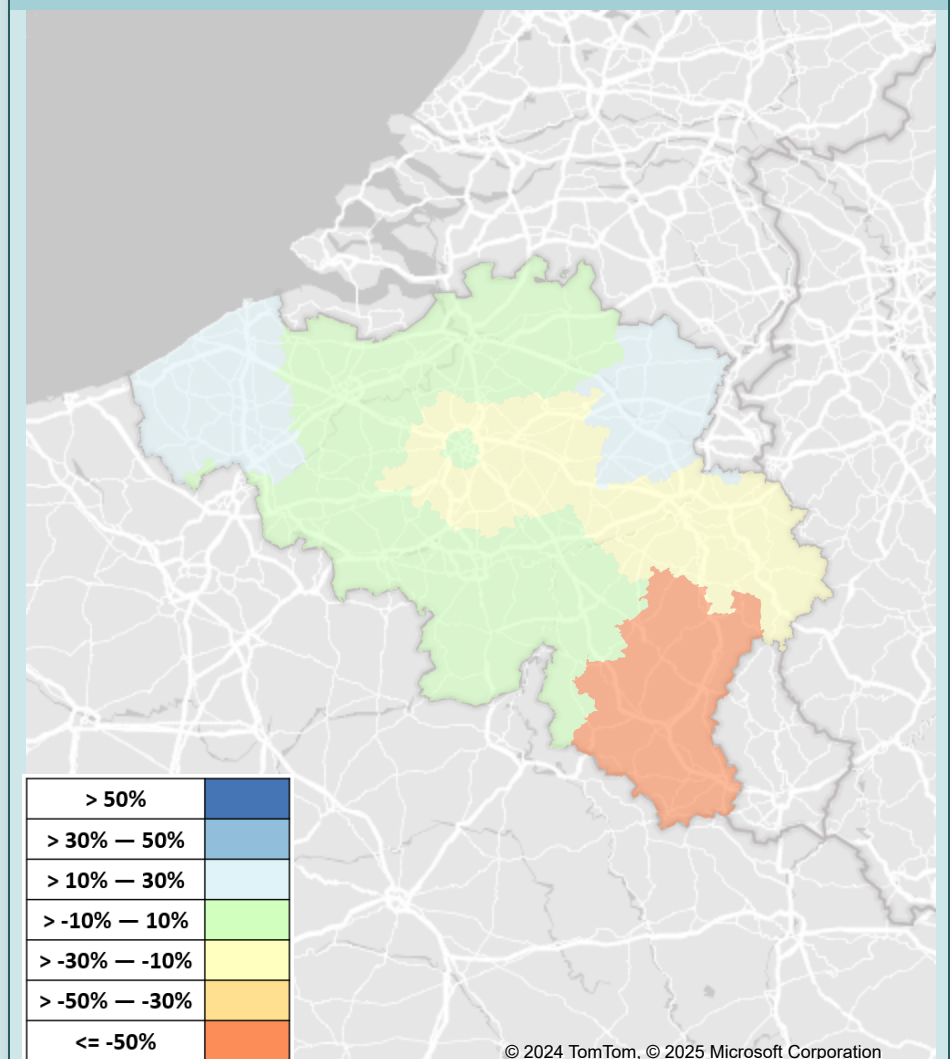 > 50%
> 30% — 50%
> 10% — 30%
> -10% — 10%
> -30% — -10%
> -50% — -30%
<= -50%
© 2024 TomTom, © 2025 Microsoft Corporation